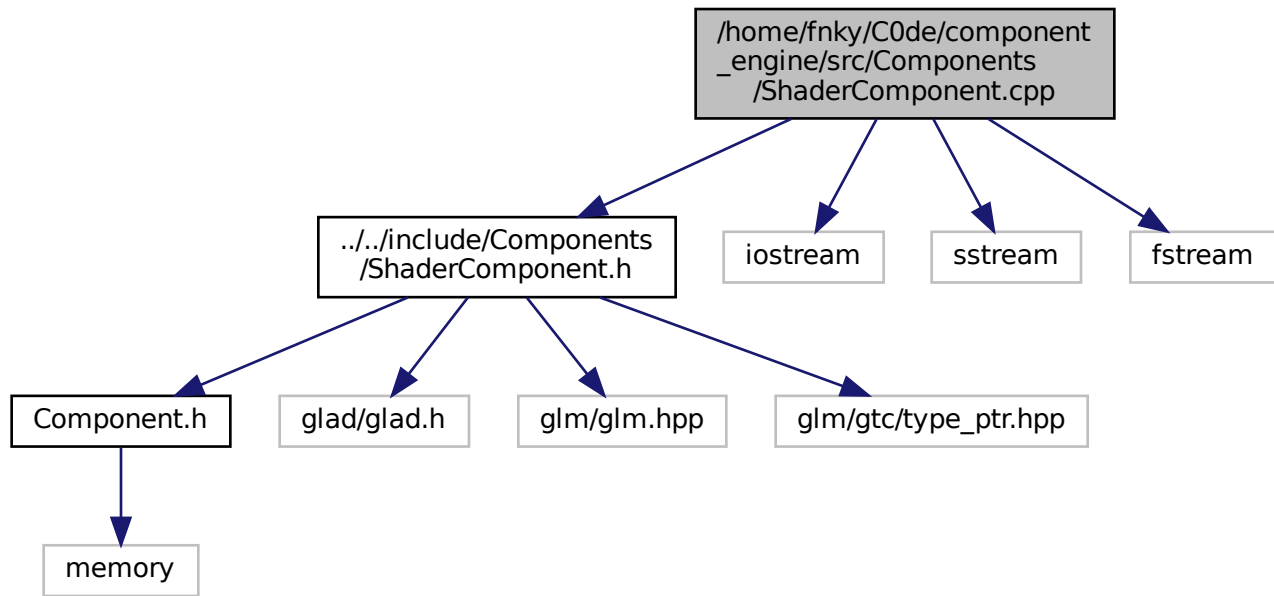 /home/fnky/C0de/component
_engine/src/Components
/ShaderComponent.cpp
../../include/Components
/ShaderComponent.h
iostream
sstream
fstream
Component.h
glad/glad.h
glm/glm.hpp
glm/gtc/type_ptr.hpp
memory